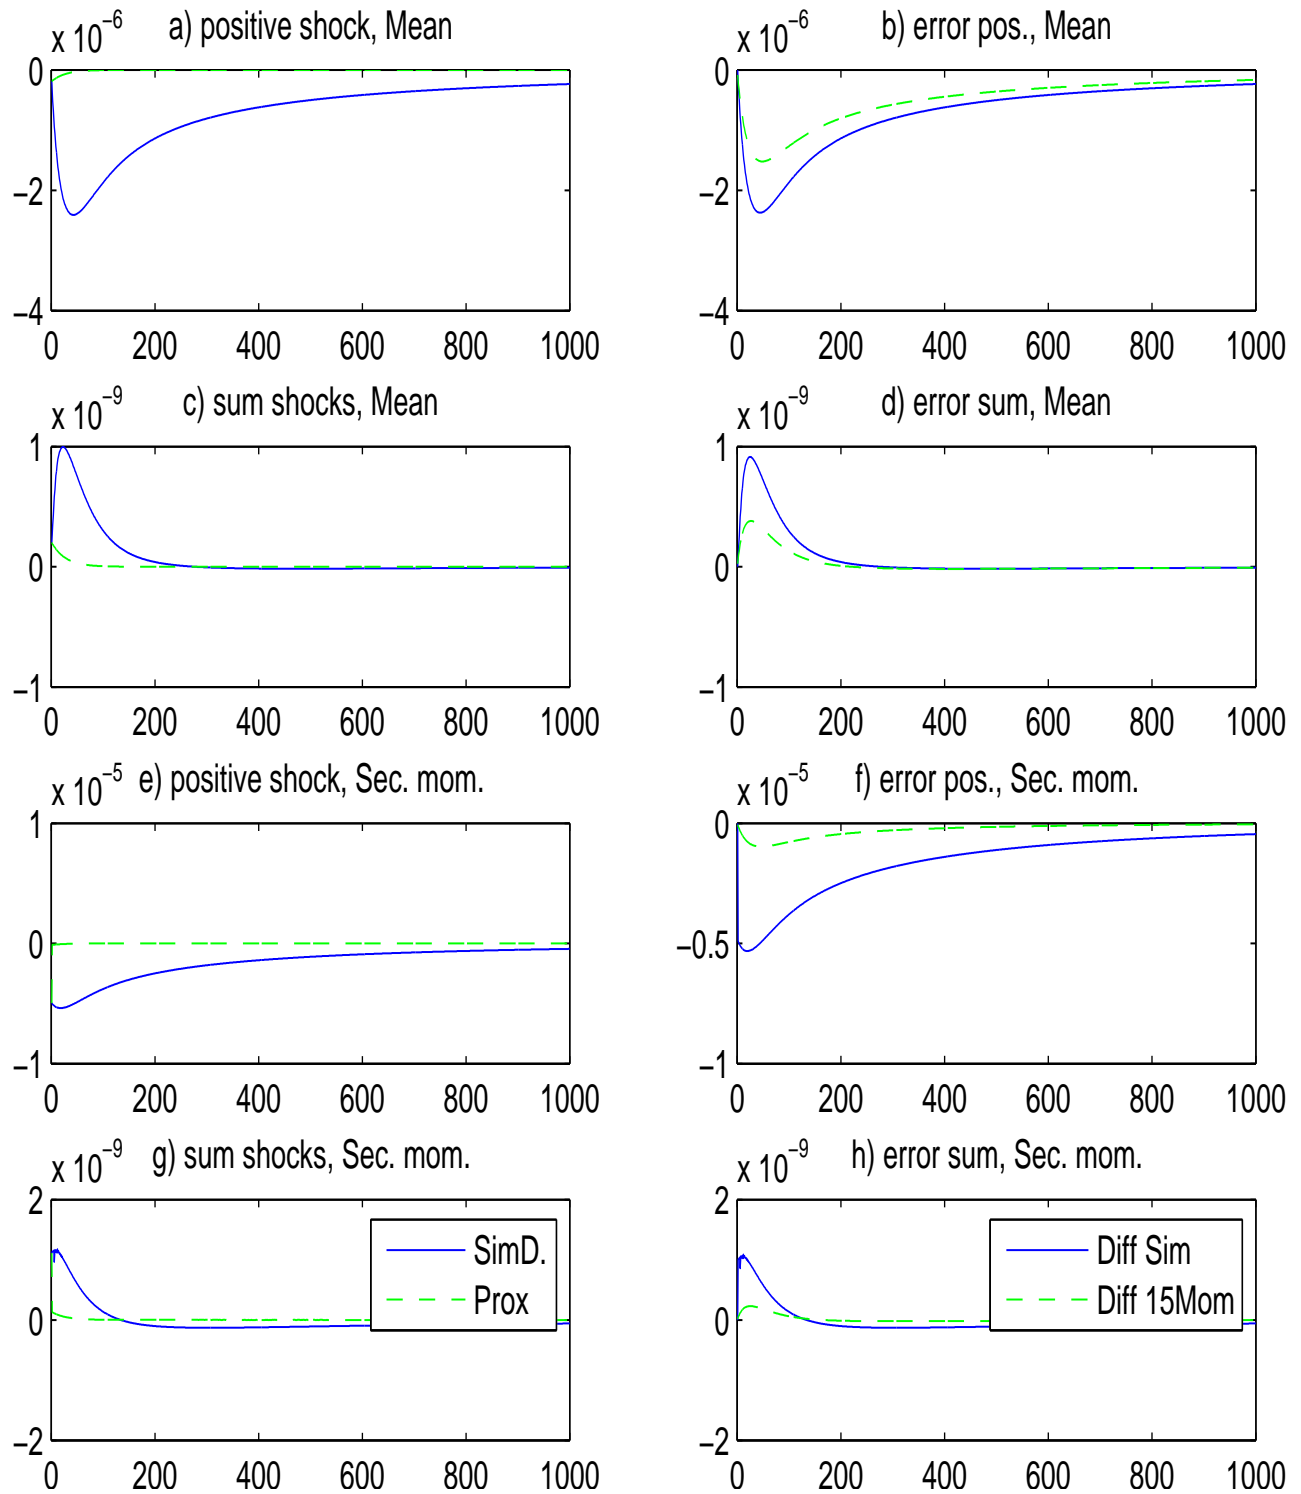 x 10⁻⁶ a) positive shock, Mean
0
−2
−4
0 200 400 600 800 1000
x 10⁻⁶ b) error pos., Mean
0
−2
−4
0 200 400 600 800 1000
x 10⁻⁹ c) sum shocks, Mean
1
0
−1
0 200 400 600 800 1000
x 10⁻⁹ d) error sum, Mean
1
0
−1
0 200 400 600 800 1000
x 10⁻⁵ e) positive shock, Sec. mom.
1
0
−1
0 200 400 600 800 1000
x 10⁻⁵ f) error pos., Sec. mom.
0
−0.5
−1
0 200 400 600 800 1000
x 10⁻⁹ g) sum shocks, Sec. mom.
2
0
−2
SimD.
Prox
0 200 400 600 800 1000
x 10⁻⁹ h) error sum, Sec. mom.
2
0
−2
Diff Sim
Diff 15Mom
0 200 400 600 800 1000